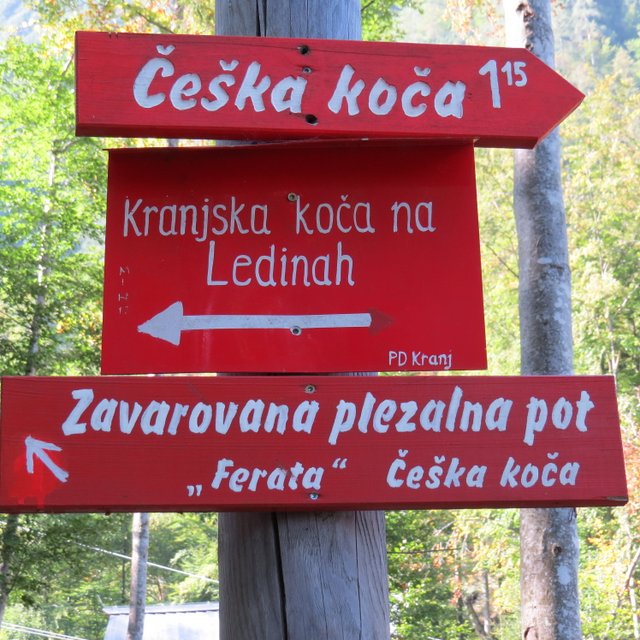 Češka koča 1 15
Kranjska koča na
Ledinah
PD Kranj
Zavarovana plezalna pot
„Ferata“ Češka koča